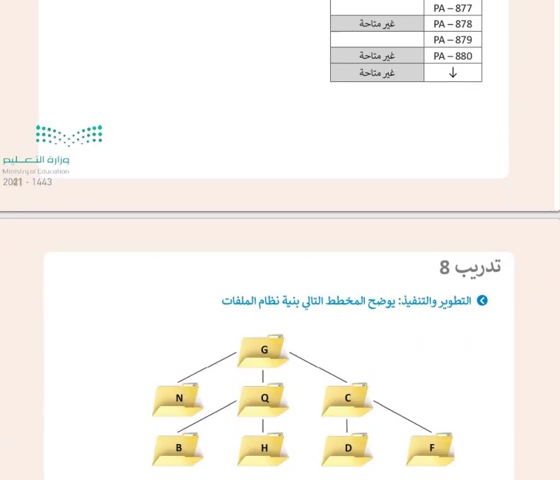 PA – 877
غير متاحة PA – 878
PA – 879
غير متاحة PA – 880
غير متاحة ↓
وزارة التعليم
Ministry of Education
2021 - 1443
تدريب 8
التطوير والتنفيذ: يوضح المخطط التالي بنية نظام الملفات
G
N Q C
B H D F